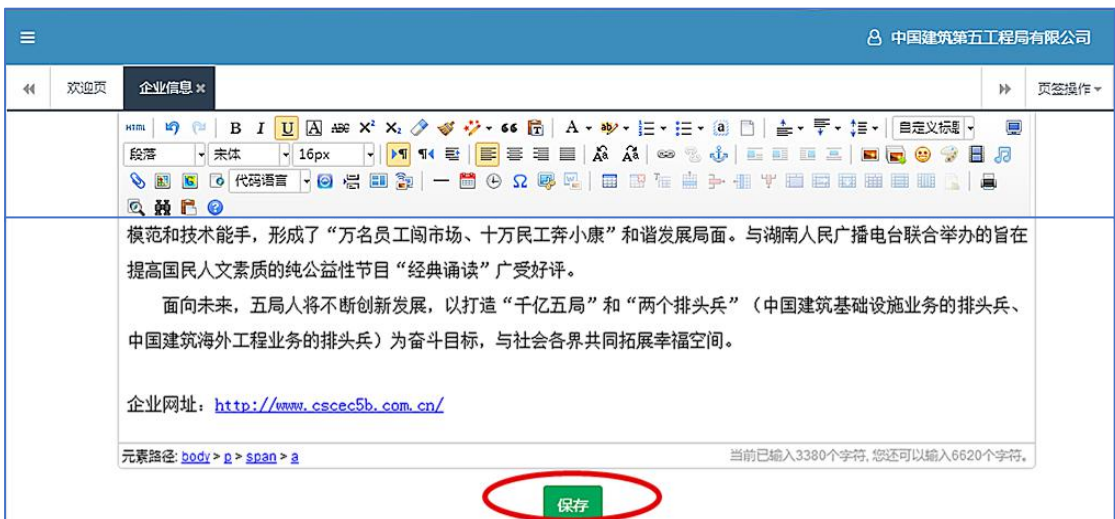 中国建筑第五工程局有限公司
欢迎页 企业信息 × 页签操作
HTML B I U A ABC X² X₂ 66 A ab a 自定义标题
段落 宋体 16px
代码语言 Ω
模范和技术能手，形成了“万名员工闯市场、十万民工奔小康”和谐发展局面。与湖南人民广播电台联合举办的旨在
提高国民人文素质的纯公益性节目“经典诵读”广受好评。
面向未来，五局人将不断创新发展，以打造“千亿五局”和“两个排头兵”（中国建筑基础设施业务的排头兵、
中国建筑海外工程业务的排头兵）为奋斗目标，与社会各界共同拓展幸福空间。
企业网址：http://www.cscec5b.com.cn/
元素路径: body > p > span > a 当前已输入3380个字符, 您还可以输入6620个字符。
保存